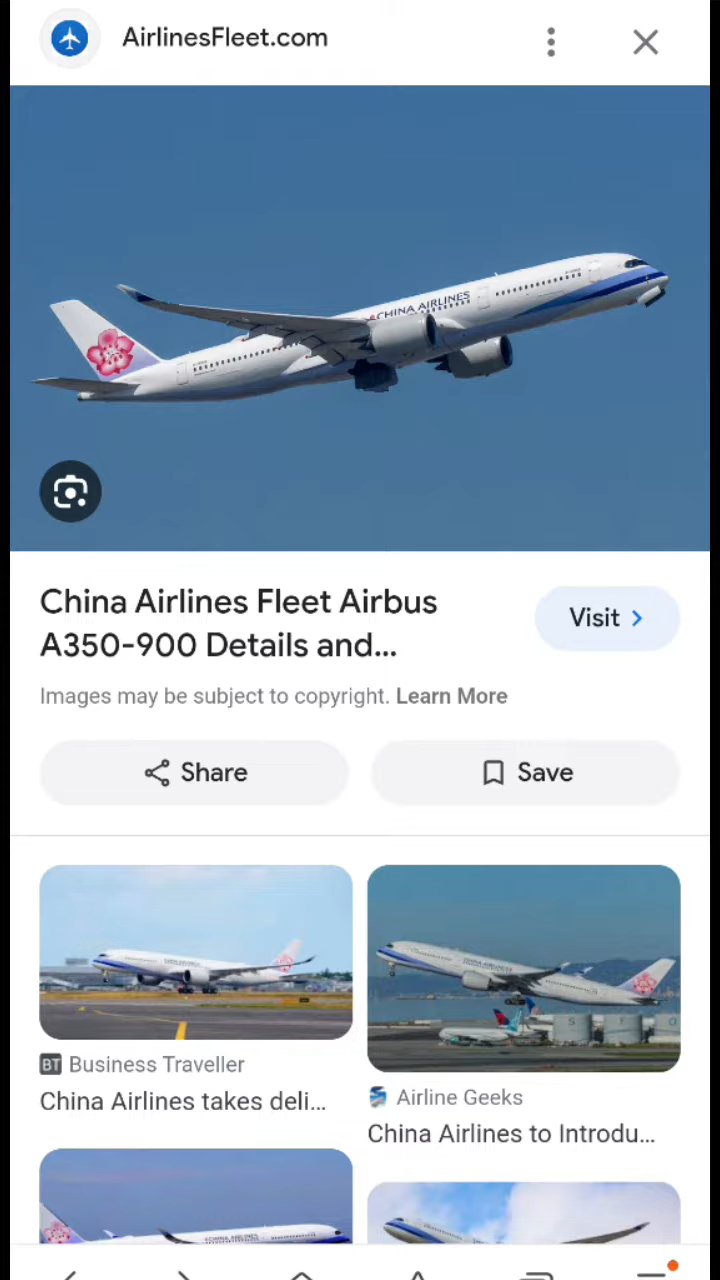 AirlinesFleet.com
CHINA AIRLINES
China Airlines Fleet Airbus
A350-900 Details and...
Visit
Images may be subject to copyright. Learn More
Share
Save
BT Business Traveller
China Airlines takes deli...
Airline Geeks
China Airlines to Introdu...